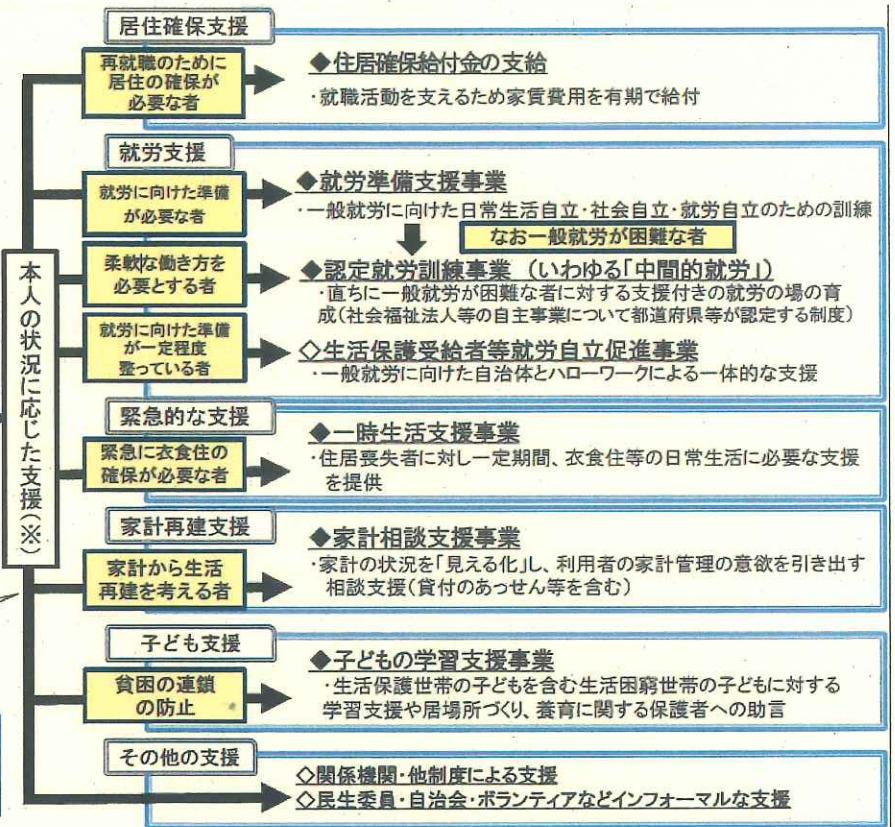 本人の状況に応じた支援(※)
居住確保支援
再就職のために
居住の確保が
必要な者
◆住居確保給付金の支給
・就職活動を支えるため家賃費用を有期で給付
就労支援
就労に向けた準備
が必要な者
◆就労準備支援事業
・一般就労に向けた日常生活自立・社会自立・就労自立のための訓練
なお一般就労が困難な者
柔軟な働き方を
必要とする者
◆認定就労訓練事業 (いわゆる「中間的就労」)
・直ちに一般就労が困難な者に対する支援付きの就労の場の育
成(社会福祉法人等の自主事業について都道府県等が認定する制度)
就労に向けた準備
が一定程度
整っている者
◇生活保護受給者等就労自立促進事業
・一般就労に向けた自治体とハローワークによる一体的な支援
緊急的な支援
緊急に衣食住の
確保が必要な者
◆一時生活支援事業
・住居喪失者に対し一定期間、衣食住等の日常生活に必要な支援
を提供
家計再建支援
家計から生活
再建を考える者
◆家計相談支援事業
・家計の状況を「見える化」し、利用者の家計管理の意欲を引き出す
相談支援(貸付のあっせん等を含む)
子ども支援
貧困の連鎖
の防止
◆子どもの学習支援事業
・生活保護世帯の子どもを含む生活困窮世帯の子どもに対する
学習支援や居場所づくり、養育に関する保護者への助言
その他の支援
◇関係機関・他制度による支援
◇民生委員・自治会・ボランティアなどインフォーマルな支援